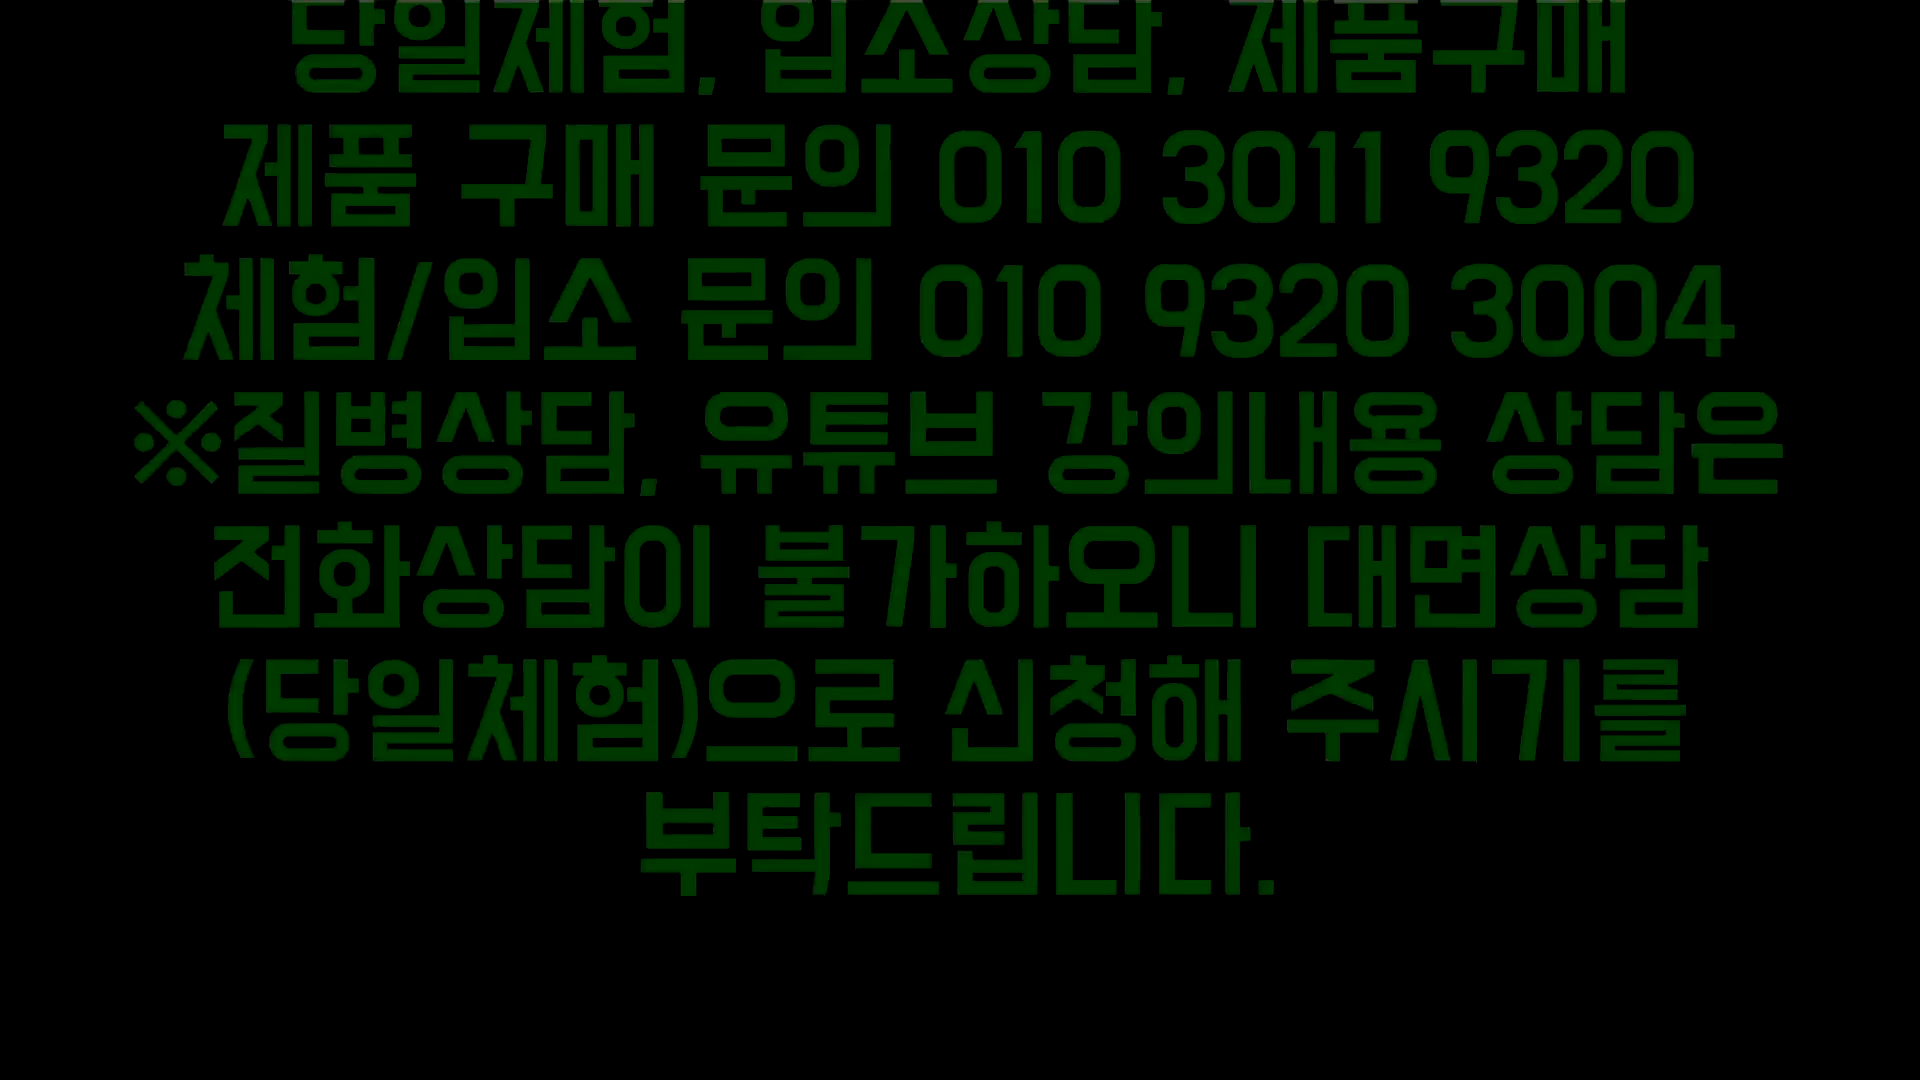 당일체험, 입소상담, 제품구매
제품 구매 문의 010 3011 9320
체험/입소 문의 010 9320 3004
※질병상담, 유튜브 강의내용 상담은
전화상담이 불가하오니 대면상담
(당일체험)으로 신청해 주시기를
부탁드립니다.